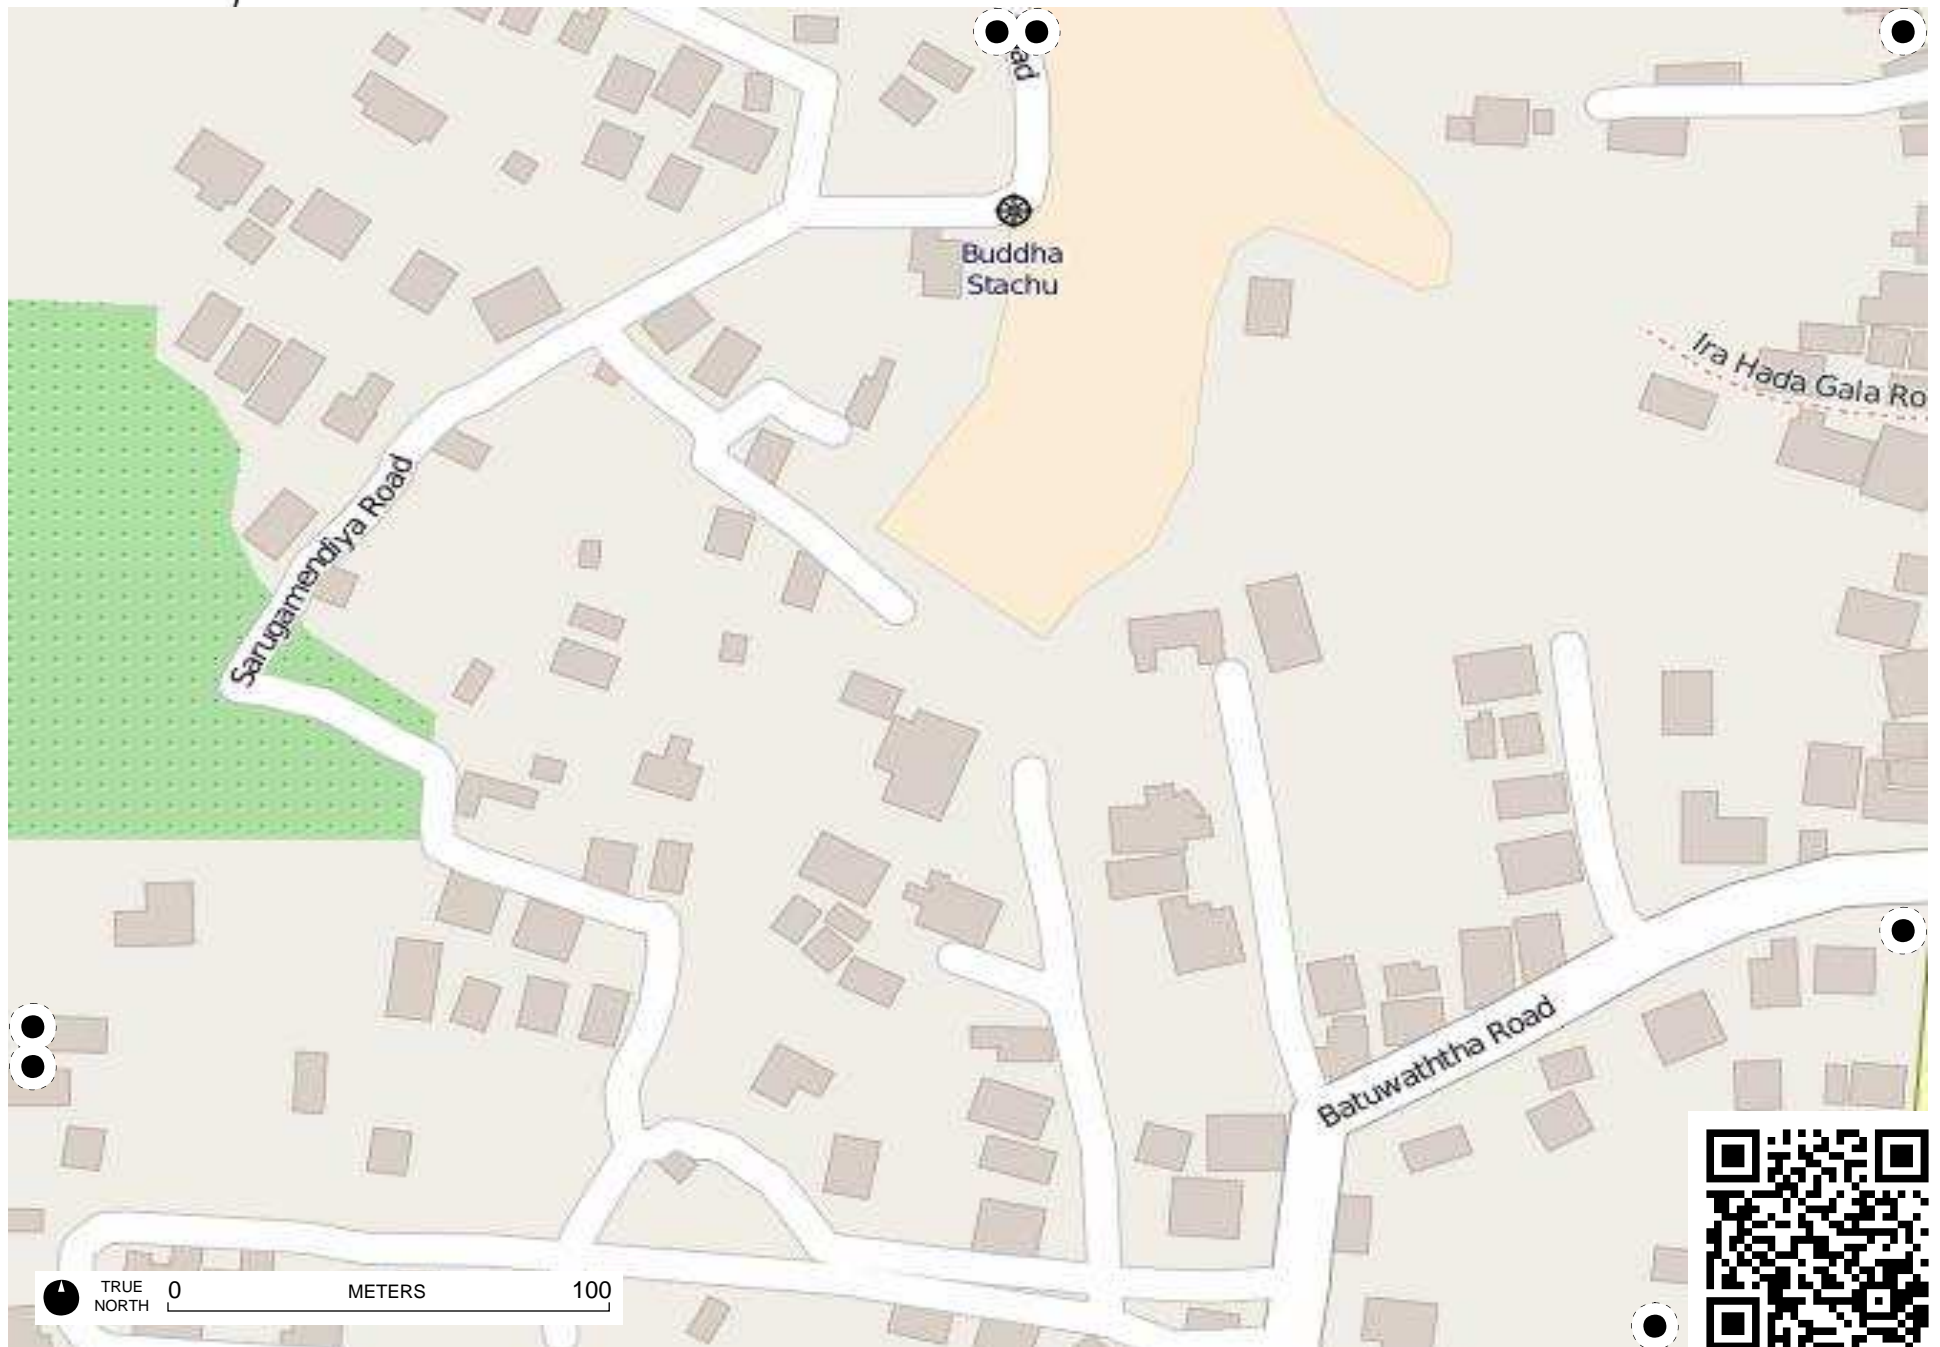 ad
Buddha
Stachu
Ira Hada Gala Ro
Sarugamendiya Road
Batuwaththa Road
TRUE
NORTH
0
METERS
100